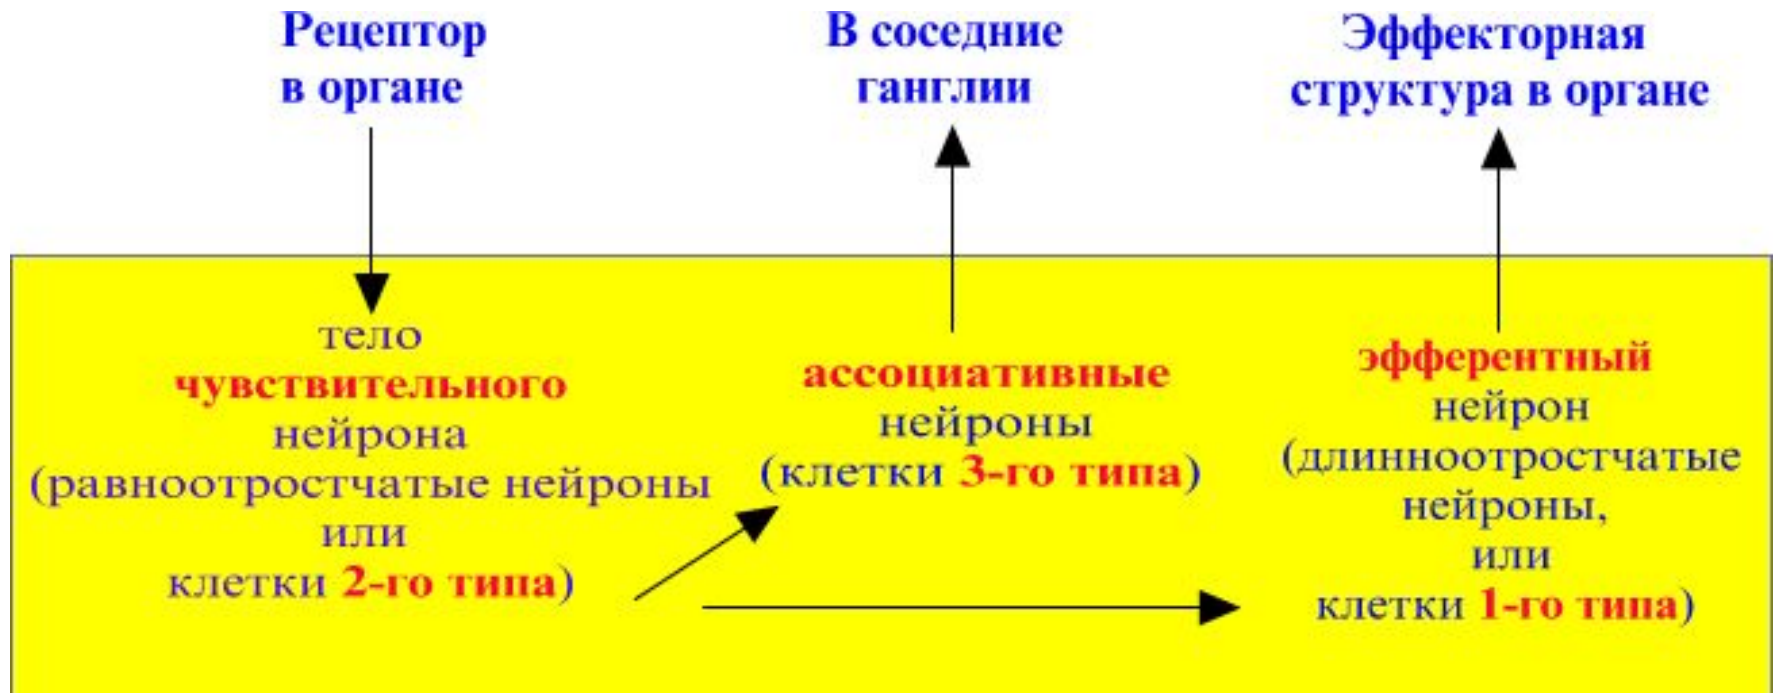 Рецептор
в органе
В соседние
ганглии
Эффекторная
структура в органе
тело
чувствительного
нейрона
(равноотростчатые нейроны
или
клетки 2-го типа)
ассоциативные
нейроны
(клетки 3-го типа)
эфферентный
нейрон
(длинноотростчатые
нейроны,
или
клетки 1-го типа)